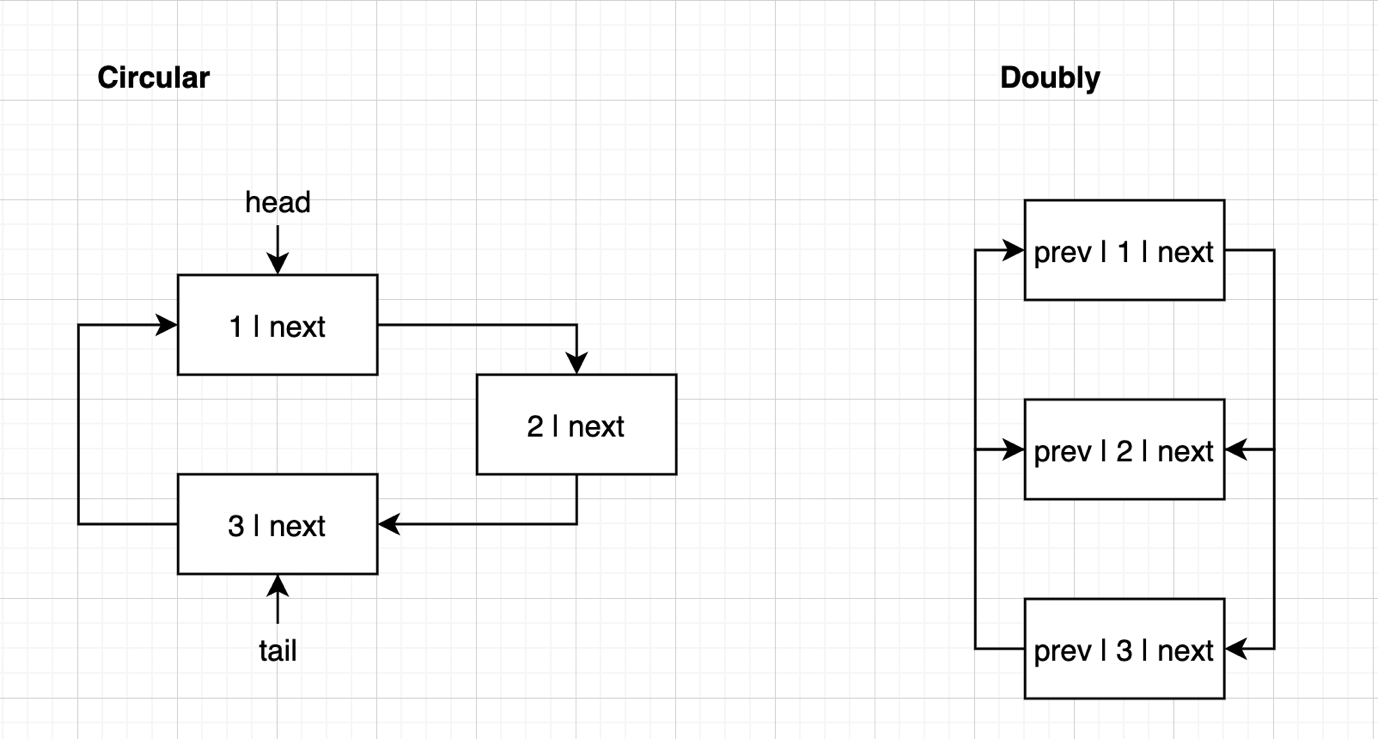 Circular
head
1 | next
2 | next
3 | next
tail
Doubly
prev | 1 | next
prev | 2 | next
prev | 3 | next